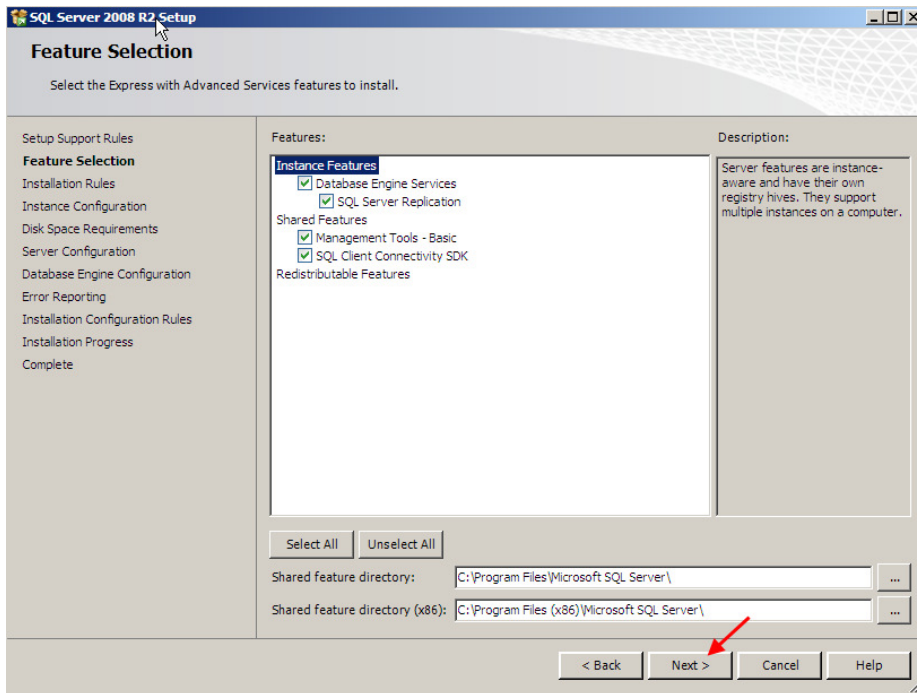 SQL Server 2008 R2 Setup
Feature Selection
Select the Express with Advanced Services features to install.
Setup Support Rules
Feature Selection
Installation Rules
Instance Configuration
Disk Space Requirements
Server Configuration
Database Engine Configuration
Error Reporting
Installation Configuration Rules
Installation Progress
Complete
Features:
Instance Features
Database Engine Services
SQL Server Replication
Shared Features
Management Tools - Basic
SQL Client Connectivity SDK
Redistributable Features
Description:
Server features are instance-
aware and have their own
registry hives. They support
multiple instances on a computer.
Select All Unselect All
Shared feature directory: C:\Program Files\Microsoft SQL Server\ ...
Shared feature directory (x86): C:\Program Files (x86)\Microsoft SQL Server\ ...
< Back Next > Cancel Help